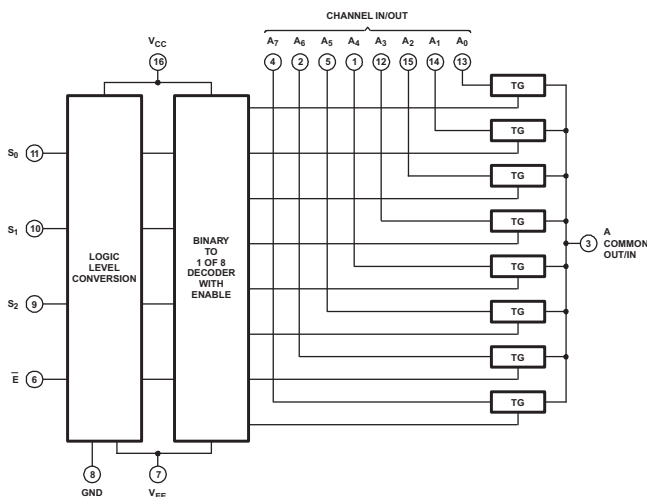 CHANNEL IN/OUT
VCC A7 A6 A5 A4 A3 A2 A1 A0
16 4 2 5 1 12 15 14 13
TG
TG
S0 11
TG
TG
S1 10
LOGIC
LEVEL
CONVERSION
BINARY
TO
1 OF 8
DECODER
WITH
ENABLE
3
A
COMMON
OUT/IN
TG
S2 9
TG
TG
E̅ 6
TG
8 7
GND VEE